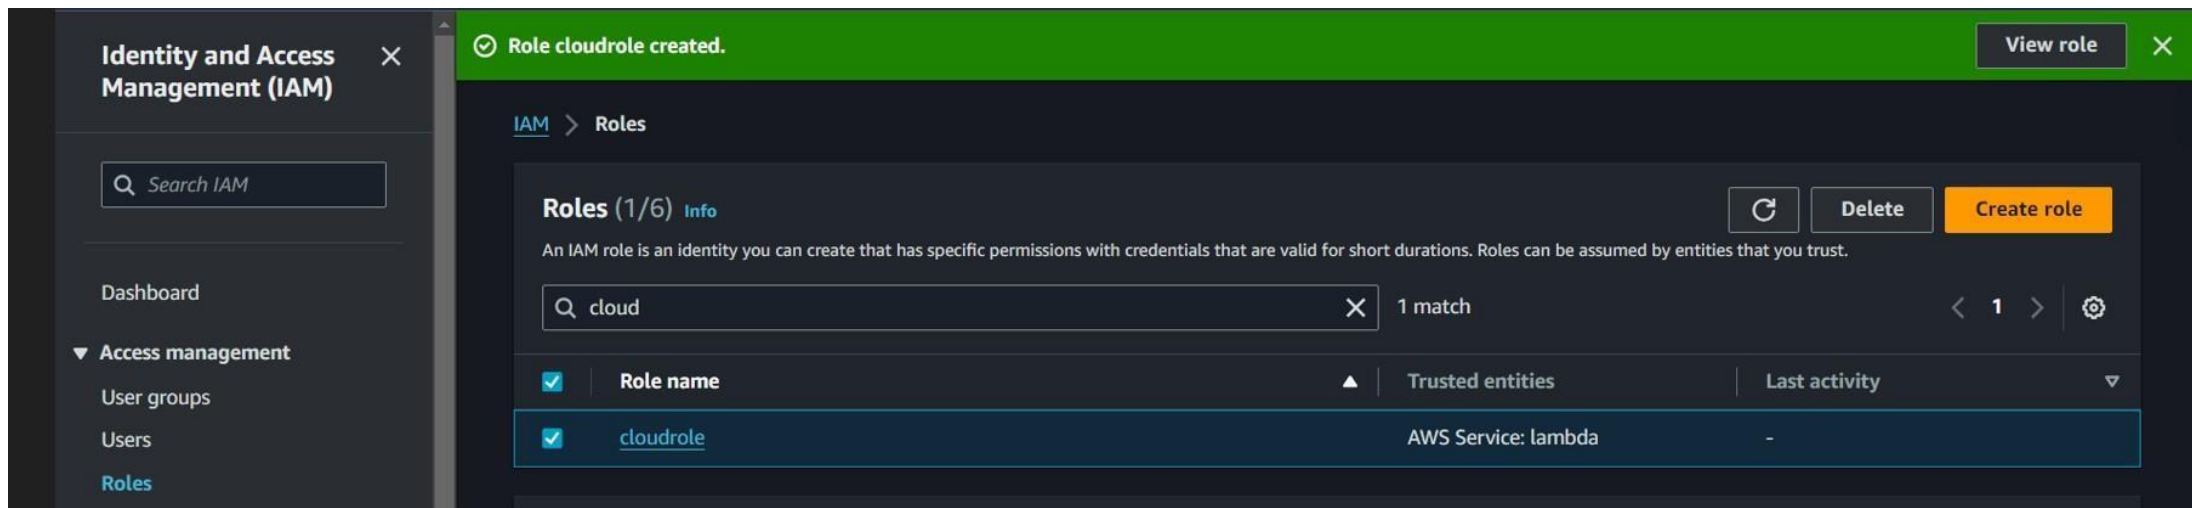 Identity and Access
Management (IAM)
Search IAM
Dashboard
Access management
User groups
Users
Roles
Role cloudrole created.
View role
IAM > Roles
Roles (1/6) Info
Delete
Create role
An IAM role is an identity you can create that has specific permissions with credentials that are valid for short durations. Roles can be assumed by entities that you trust.
cloud
1 match
1
Role name
Trusted entities
Last activity
cloudrole
AWS Service: lambda
-